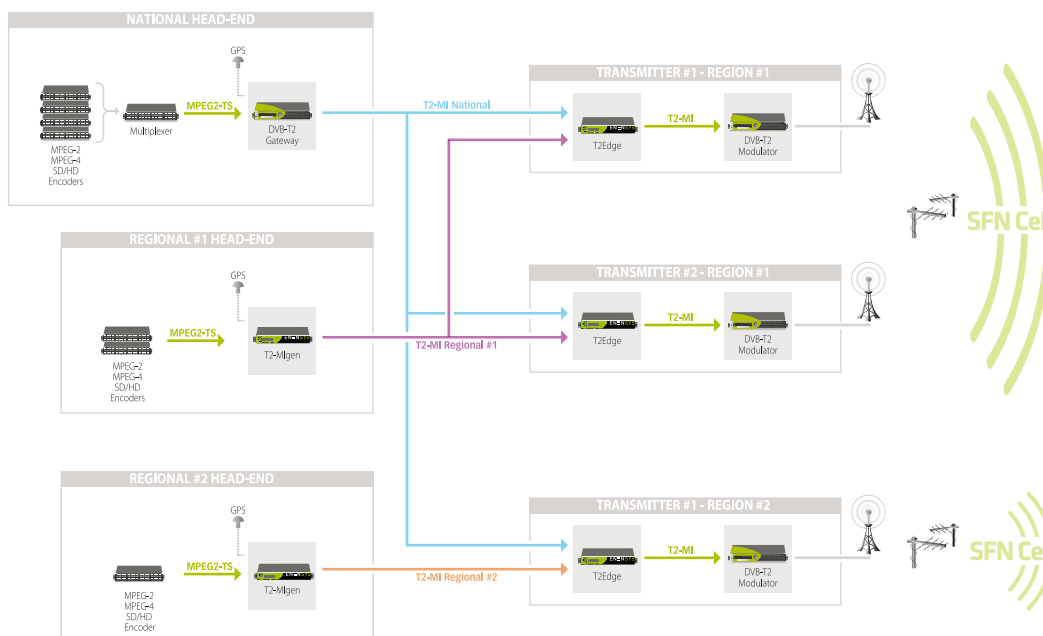 NATIONAL HEAD-END
GPS
MPEG2-TS
Multiplexer
DVB-T2
Gateway
MPEG-2
MPEG-4
SD/HD
Encoders
T2-MI National
TRANSMITTER #1 - REGION #1
T2-MI
T2Edge
DVB-T2
Modulator
SFN Cel
REGIONAL #1 HEAD-END
GPS
MPEG2-TS
T2-MIgen
MPEG-2
MPEG-4
SD/HD
Encoders
T2-MI Regional #1
TRANSMITTER #2 - REGION #1
T2-MI
T2Edge
DVB-T2
Modulator
REGIONAL #2 HEAD-END
GPS
MPEG2-TS
T2-MIgen
MPEG-2
MPEG-4
SD/HD
Encoder
T2-MI Regional #2
TRANSMITTER #1 - REGION #2
T2-MI
T2Edge
DVB-T2
Modulator
SFN Ce